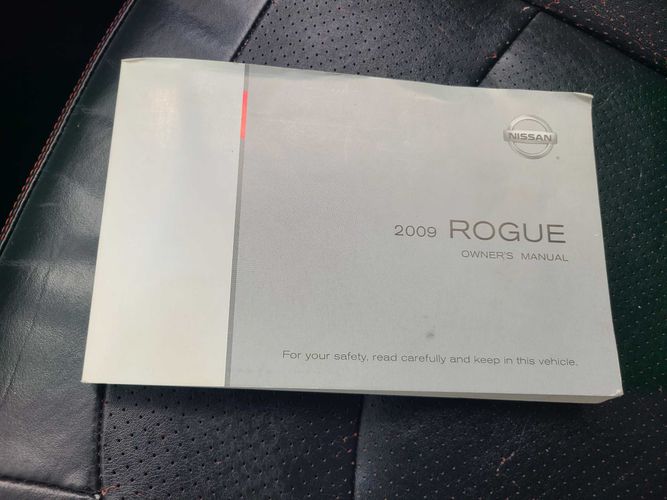 NISSAN
2009 ROGUE
OWNER'S MANUAL
For your safety, read carefully and keep in this vehicle.